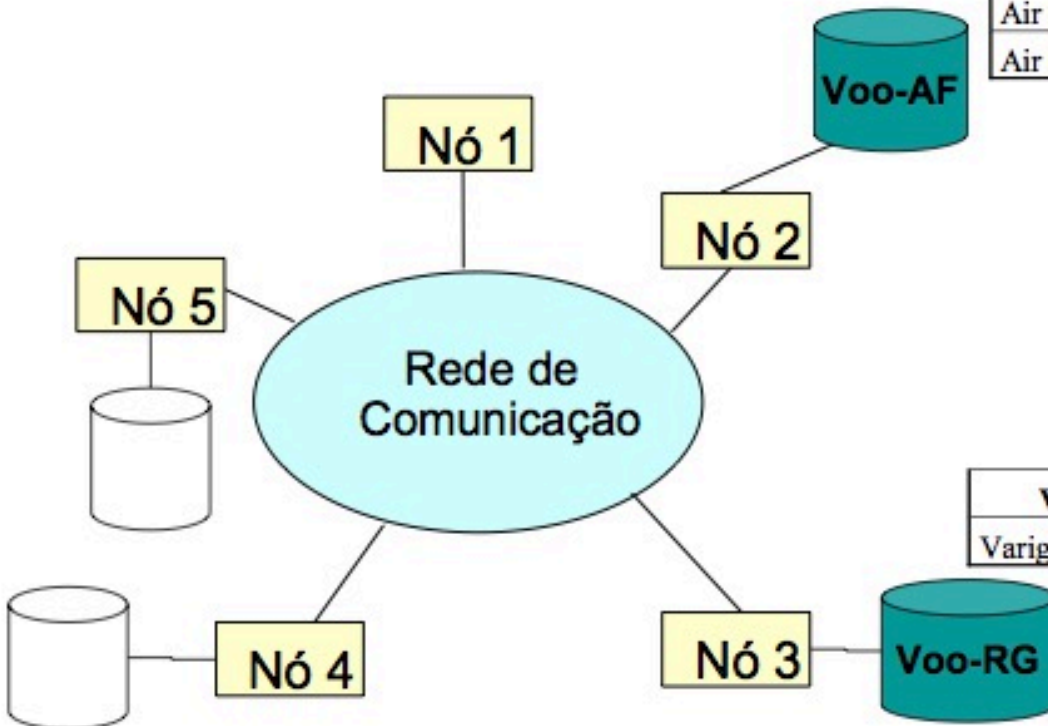 Air
Air
Voo-AF
Nó 1
Nó 2
Nó 5
Rede de
Comunicação
Varig
Nó 3
Voo-RG
Nó 4